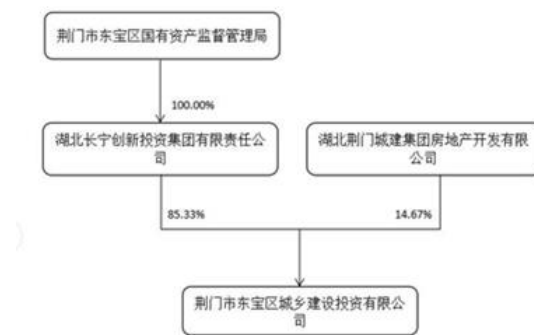 荆门市东宝区国有资产监督管理局
100.00%
湖北长宁创新投资集团有限责任公
司
湖北荆门城建集团房地产开发有限
公司
85.33%
14.67%
荆门市东宝区城乡建设投资有限公
司